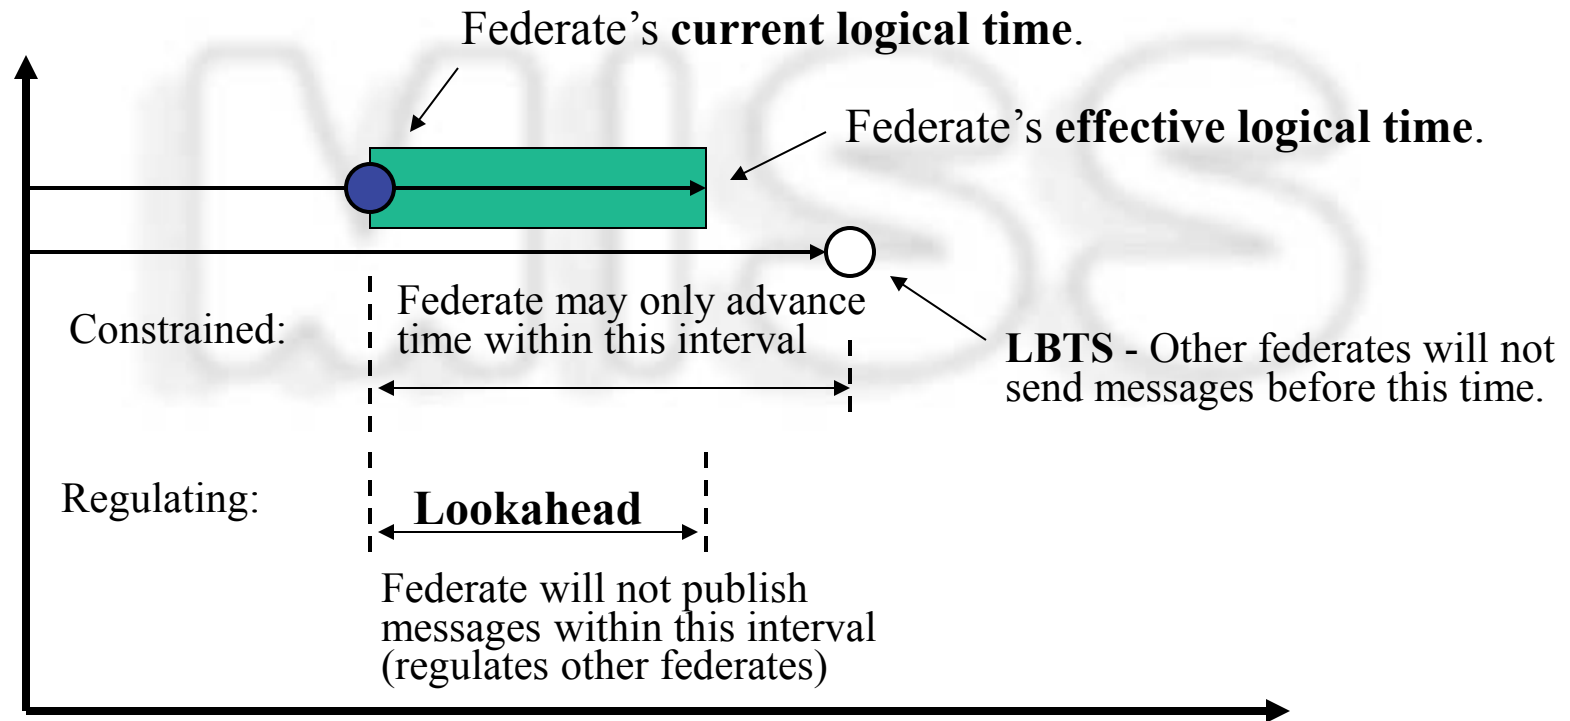 Federate’s current logical time.
Federate’s effective logical time.
Federate may only advance
time within this interval
Constrained:
LBTS - Other federates will not
send messages before this time.
Regulating:
Lookahead
Federate will not publish
messages within this interval
(regulates other federates)
MISS